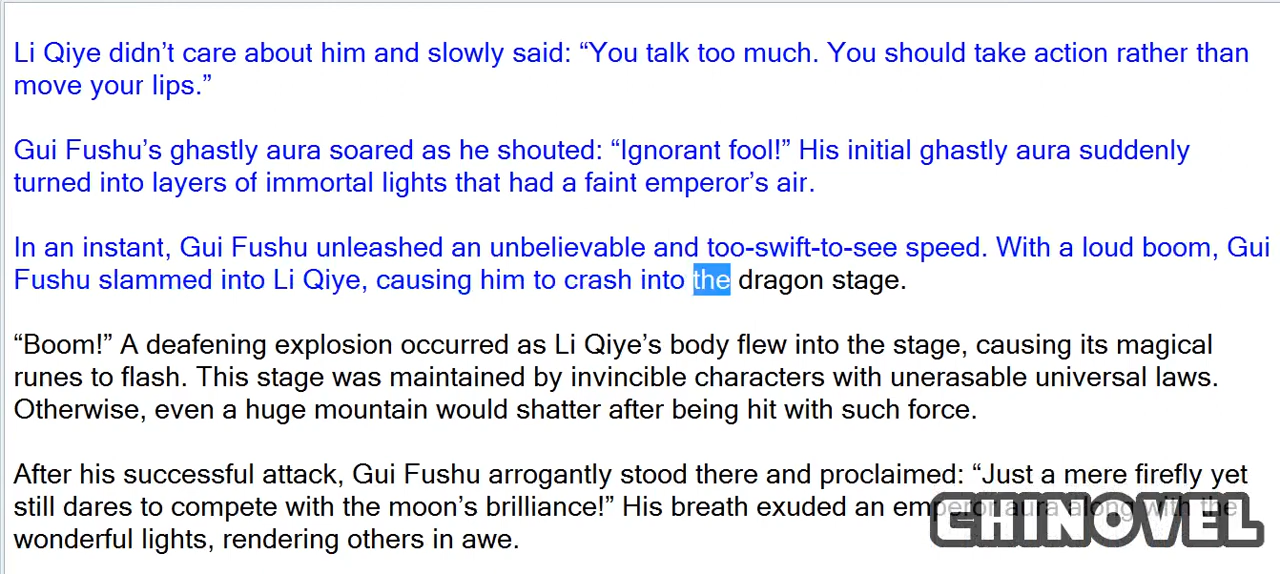 Li Qiye didn’t care about him and slowly said: “You talk too much. You should take action rather than
move your lips.”
Gui Fushu’s ghastly aura soared as he shouted: “Ignorant fool!” His initial ghastly aura suddenly
turned into layers of immortal lights that had a faint emperor’s air.
In an instant, Gui Fushu unleashed an unbelievable and too-swift-to-see speed. With a loud boom, Gui
Fushu slammed into Li Qiye, causing him to crash into the dragon stage.
“Boom!” A deafening explosion occurred as Li Qiye’s body flew into the stage, causing its magical
runes to flash. This stage was maintained by invincible characters with unerasable universal laws.
Otherwise, even a huge mountain would shatter after being hit with such force.
After his successful attack, Gui Fushu arrogantly stood there and proclaimed: “Just a mere firefly yet
still dares to compete with the moon’s brilliance!” His breath exuded an emperor aura along with the
wonderful lights, rendering others in awe.
CHINOVEL